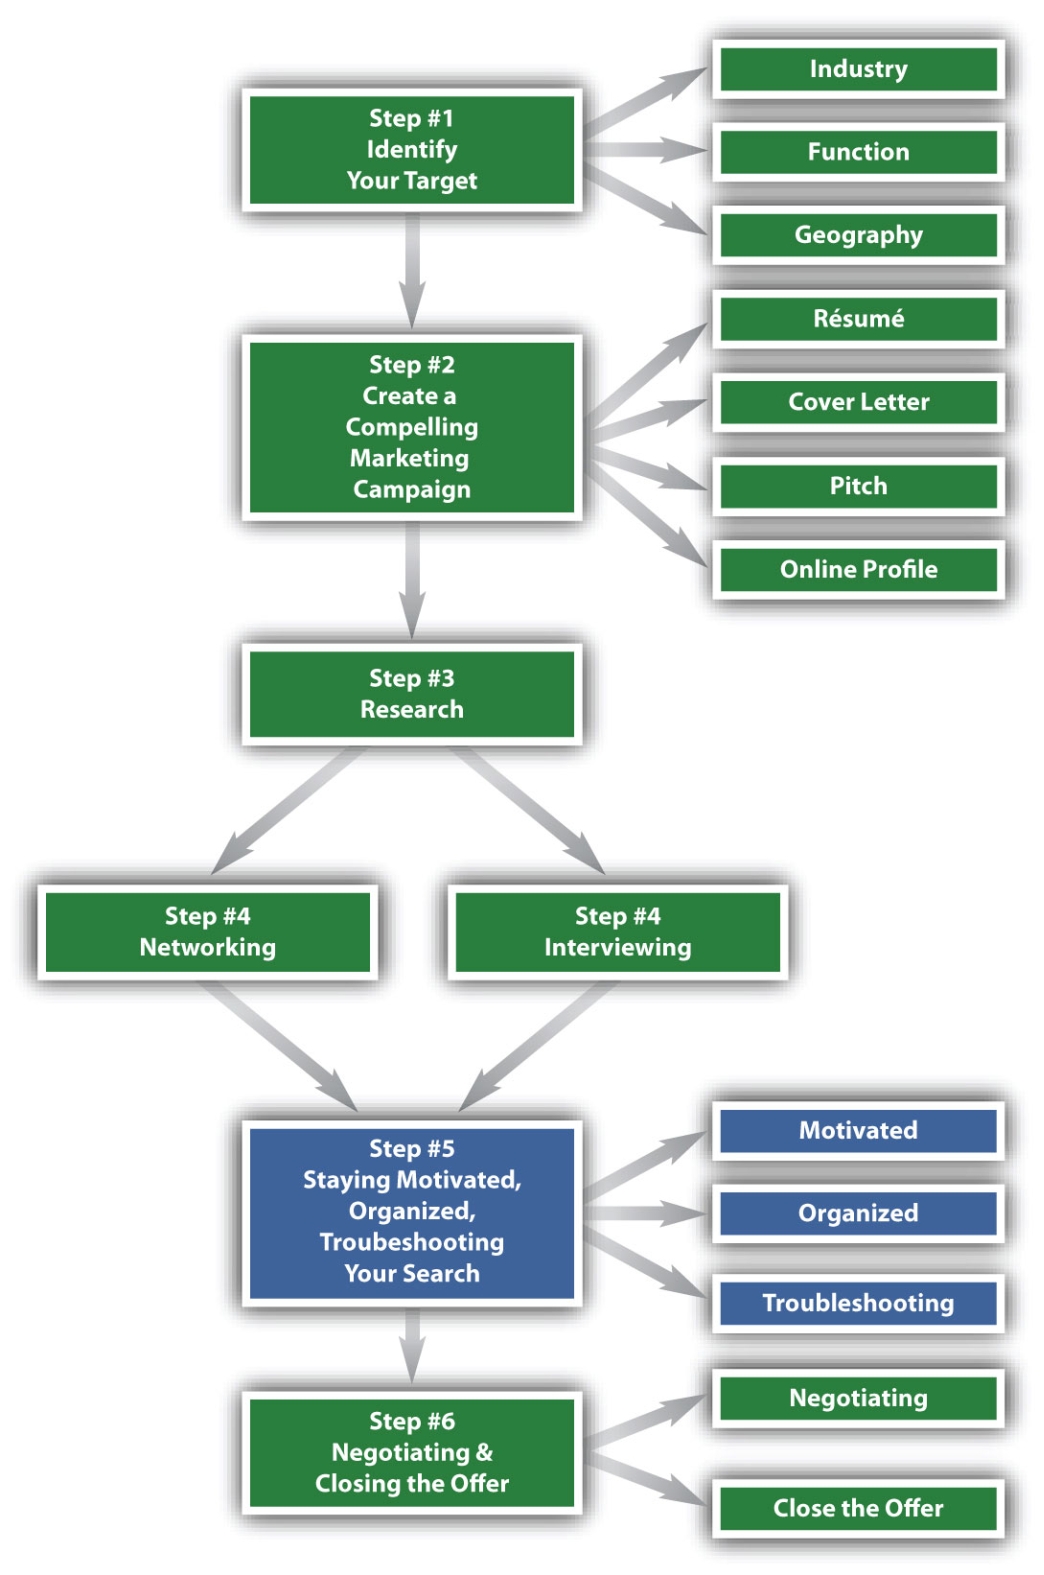 Step #1
Identify
Your Target
Industry
Function
Geography
Step #2
Create a
Compelling
Marketing
Campaign
Résumé
Cover Letter
Pitch
Online Profile
Step #3
Research
Step #4
Networking
Step #4
Interviewing
Step #5
Staying Motivated,
Organized,
Troubeshooting
Your Search
Motivated
Organized
Troubleshooting
Step #6
Negotiating &
Closing the Offer
Negotiating
Close the Offer